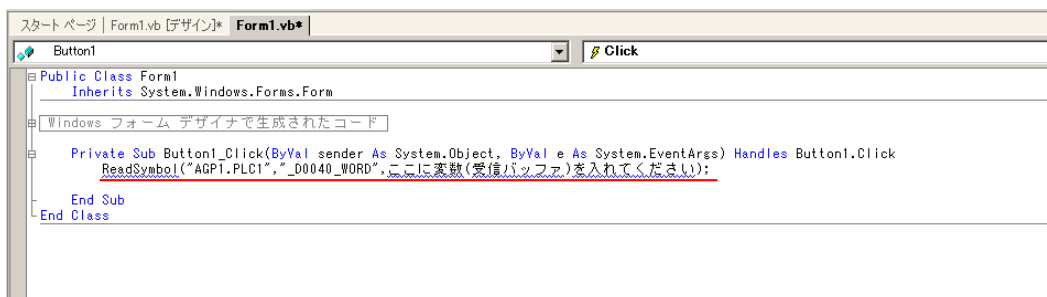 スタート ページ Form1.vb [デザイン]* Form1.vb*
Button1 Click
Public Class Form1
Inherits System.Windows.Forms.Form
Windows フォーム デザイナで生成されたコード
Private Sub Button1_Click(ByVal sender As System.Object, ByVal e As System.EventArgs) Handles Button1.Click
ReadSymbol("AGP1.PLC1","_D0040_WORD",ここに変数(受信バッファ)を入れてください);
End Sub
End Class